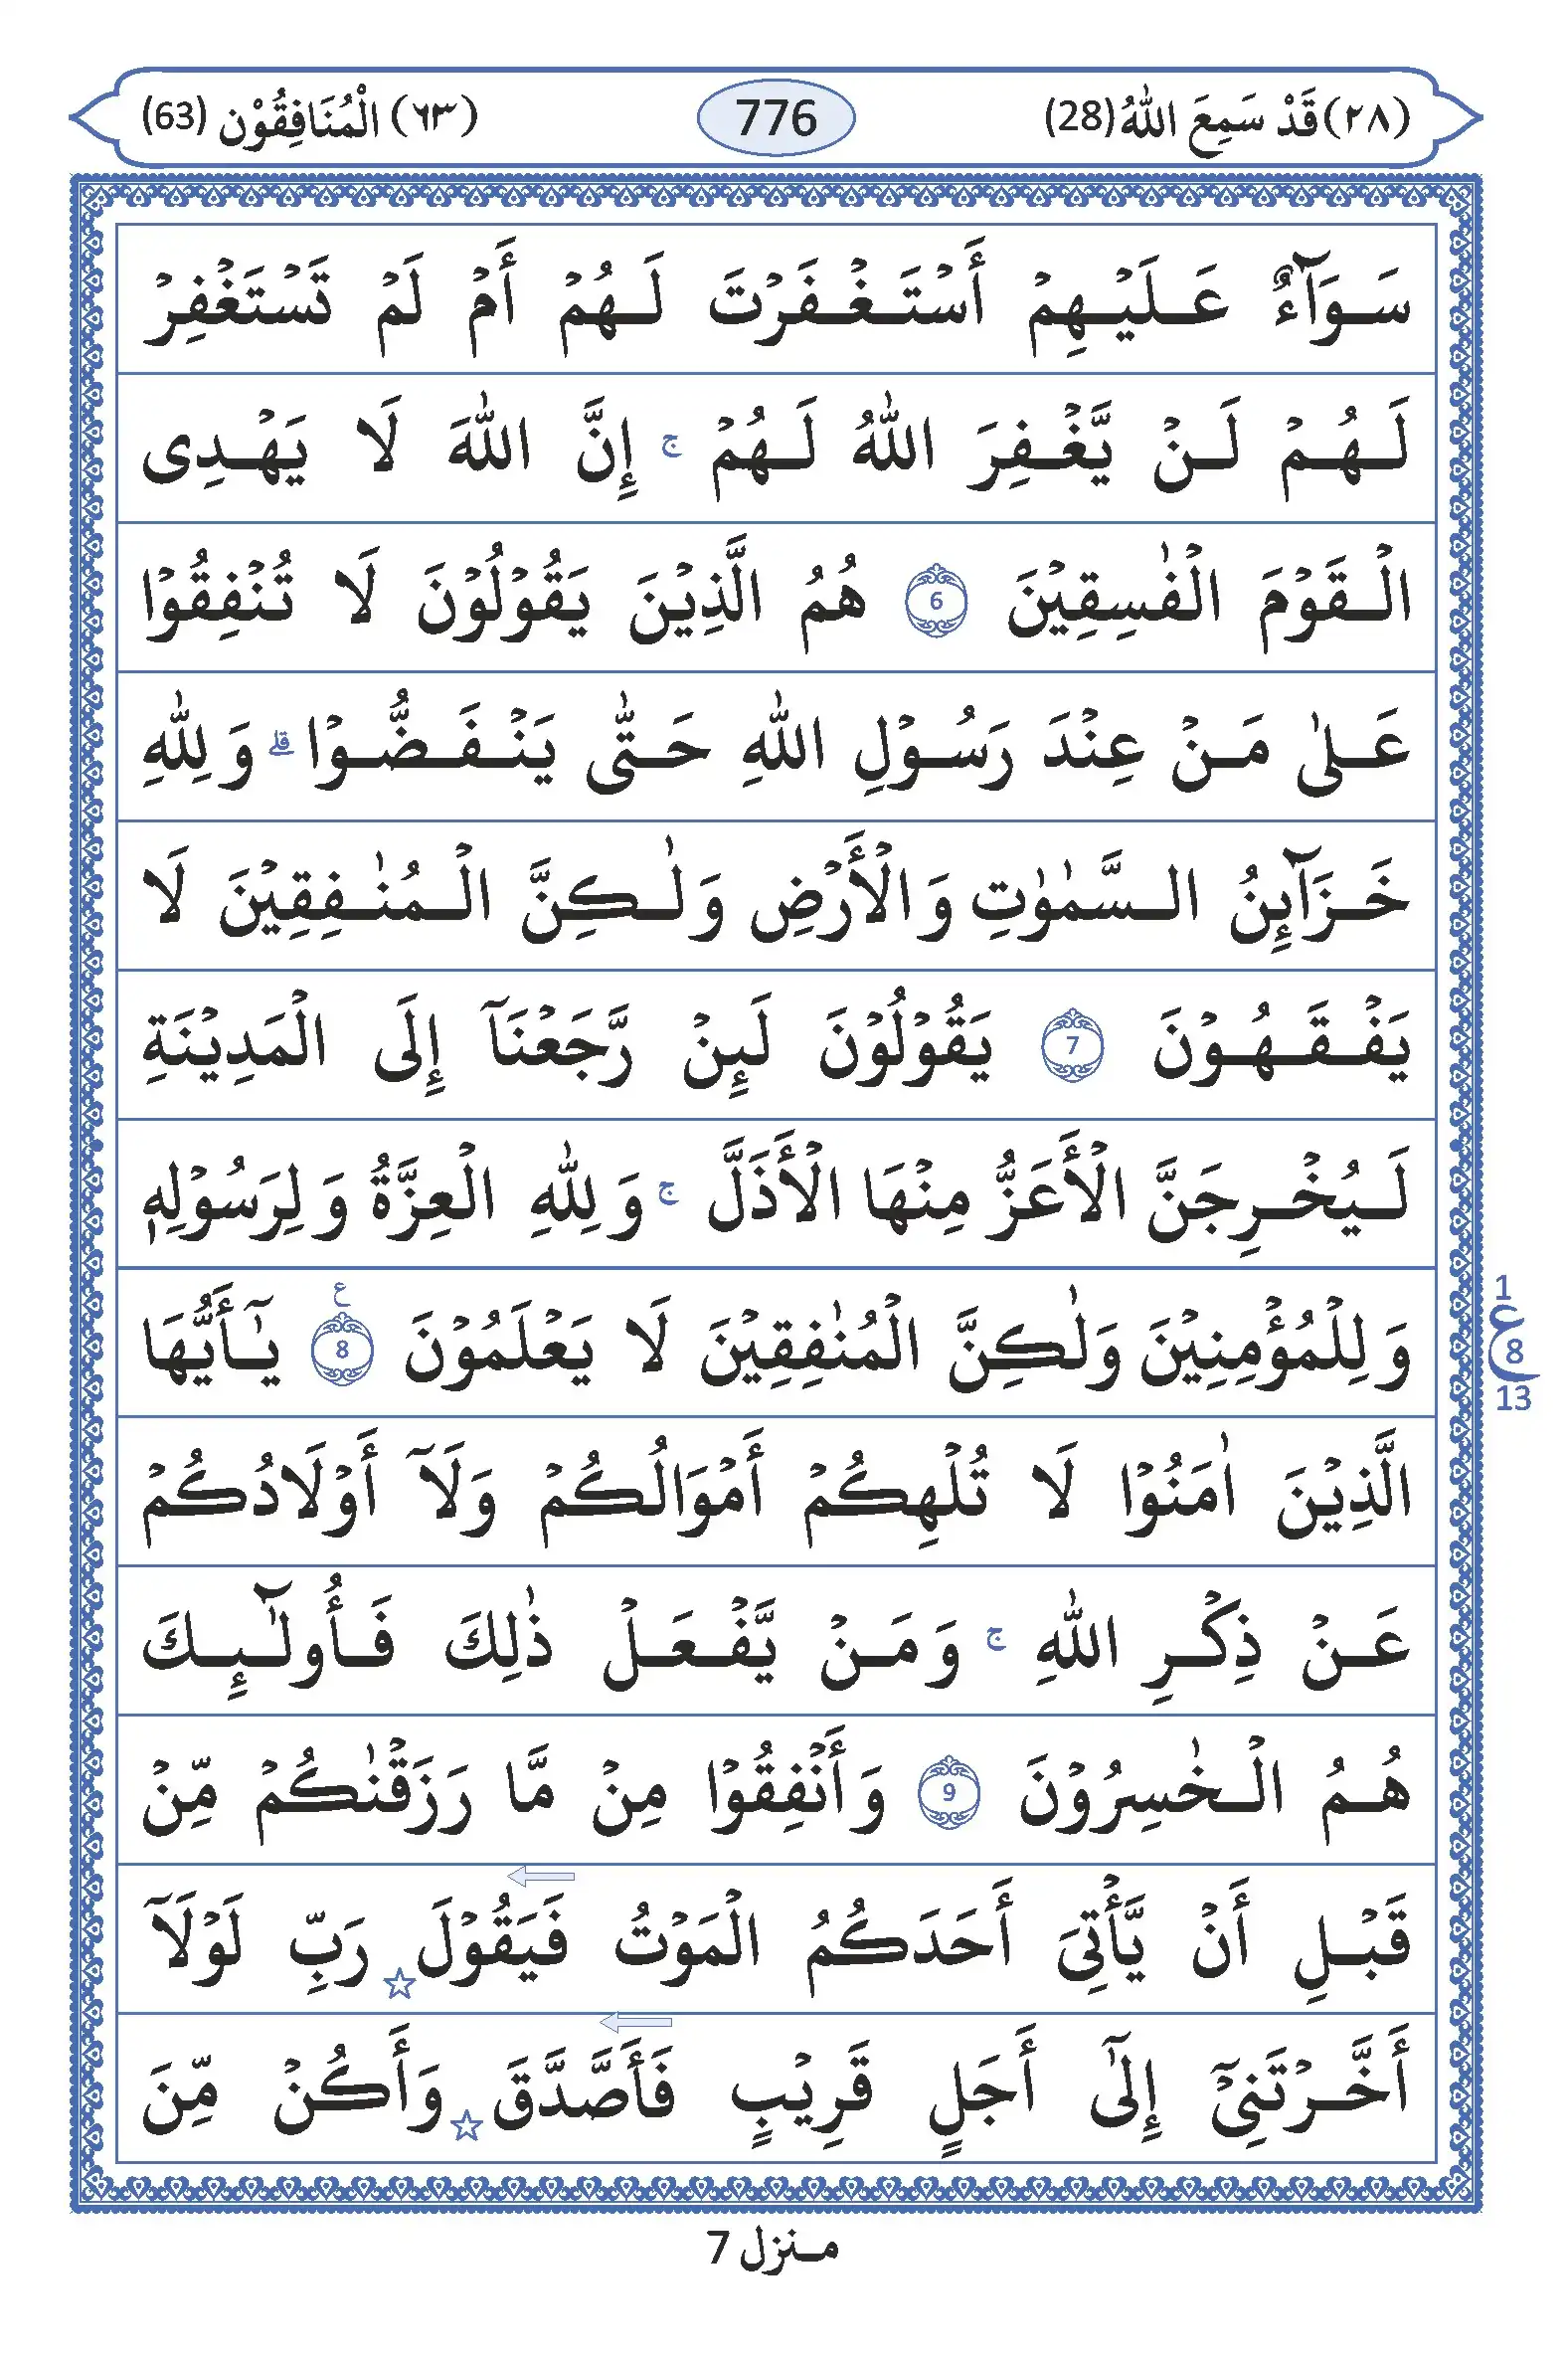 (٢٨) قَدْ سَمِعَ اللّٰهُ (28) 776 (٦٣) الْمُنَافِقُوْن (63)
سَوَآءٌ عَلَيْهِمْ أَسْتَغْفَرْتَ لَهُمْ أَمْ لَمْ تَسْتَغْفِرْ
لَهُمْ لَنْ يَّغْفِرَ اللّٰهُ لَهُمْ ج إِنَّ اللّٰهَ لَا يَهْدِى
الْقَوْمَ الْفٰسِقِيْنَ 6 هُمُ الَّذِيْنَ يَقُوْلُوْنَ لَا تُنْفِقُوْا
عَلٰى مَنْ عِنْدَ رَسُوْلِ اللّٰهِ حَتّٰى يَنْفَضُّوْا ۗ وَلِلّٰهِ
خَزَآئِنُ السَّمٰوٰتِ وَالْأَرْضِ وَلٰكِنَّ الْمُنٰفِقِيْنَ لَا
يَفْقَهُوْنَ 7 يَقُوْلُوْنَ لَئِنْ رَّجَعْنَآ إِلَى الْمَدِيْنَةِ
لَيُخْرِجَنَّ الْأَعَزُّ مِنْهَا الْأَذَلَّ ج وَلِلّٰهِ الْعِزَّةُ وَلِرَسُوْلِهٖ
وَلِلْمُؤْمِنِيْنَ وَلٰكِنَّ الْمُنٰفِقِيْنَ لَا يَعْلَمُوْنَ 8 ع يٰٓأَيُّهَا
1
ع 8
13
الَّذِيْنَ اٰمَنُوْا لَا تُلْهِكُمْ أَمْوَالُكُمْ وَلَآ أَوْلَادُكُمْ
عَنْ ذِكْرِ اللّٰهِ ج وَمَنْ يَّفْعَلْ ذٰلِكَ فَأُولٰٓئِكَ
هُمُ الْخٰسِرُوْنَ 9 وَأَنْفِقُوْا مِنْ مَّا رَزَقْنٰكُمْ مِّنْ
قَبْلِ أَنْ يَّأْتِىَ أَحَدَكُمُ الْمَوْتُ فَيَقُوْلَ ☆ رَبِّ لَوْلَآ
أَخَّرْتَنِىْٓ إِلٰٓى أَجَلٍ قَرِيْبٍ فَأَصَّدَّقَ ☆ وَأَكُنْ مِّنَ
منزل 7